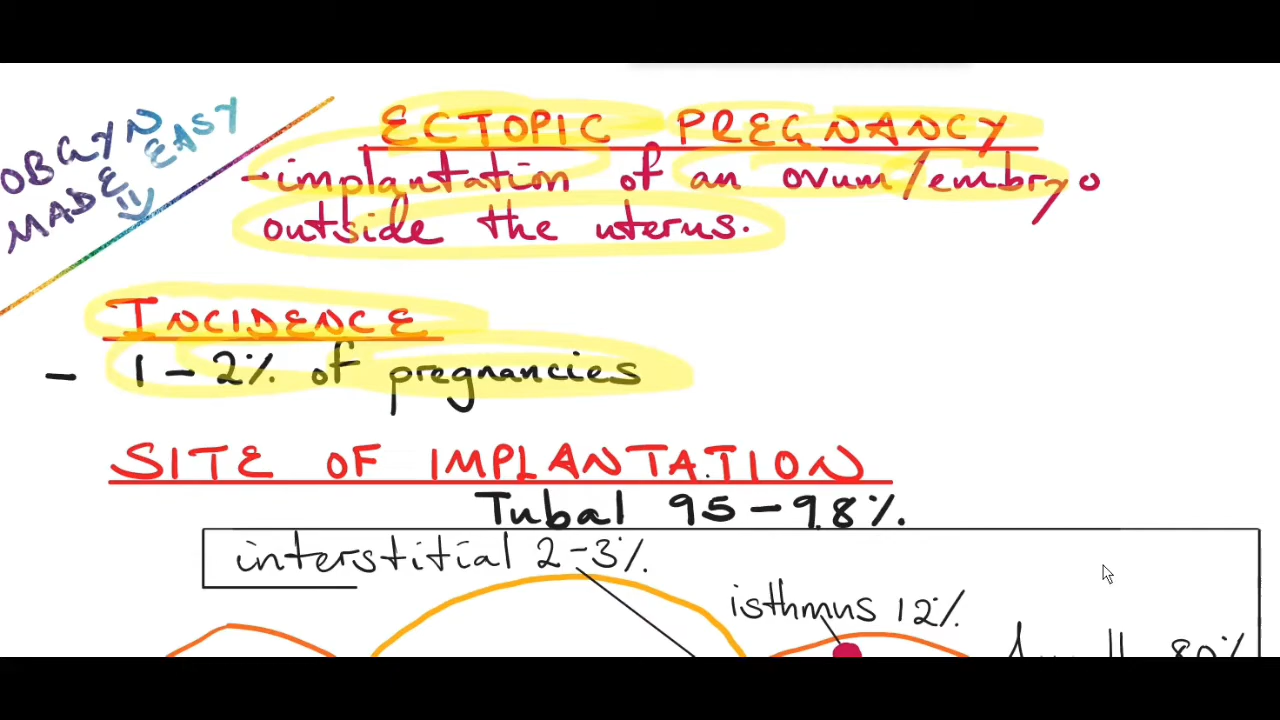 OBGYN
MADE EASY
ECTOPIC PREGNANCY
- implantation of an ovum/embryo
outside the uterus.
INCIDENCE
- 1 - 2% of pregnancies
SITE OF IMPLANTATION
Tubal 95 - 98%.
interstitial 2-3%.
isthmus 12%
80%